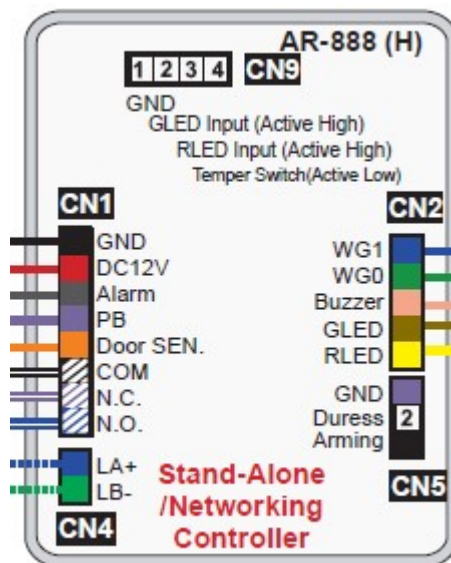 AR-888 (H)
1 2 3 4 CN9
GND
GLED Input (Active High)
RLED Input (Active High)
Temper Switch(Active Low)
CN1
GND
DC12V
Alarm
PB
Door SEN.
COM
N.C.
N.O.
LA+
LB-
CN4
CN2
WG1
WG0
Buzzer
GLED
RLED
GND
Duress 2
Arming
CN5
Stand-Alone
/Networking
Controller